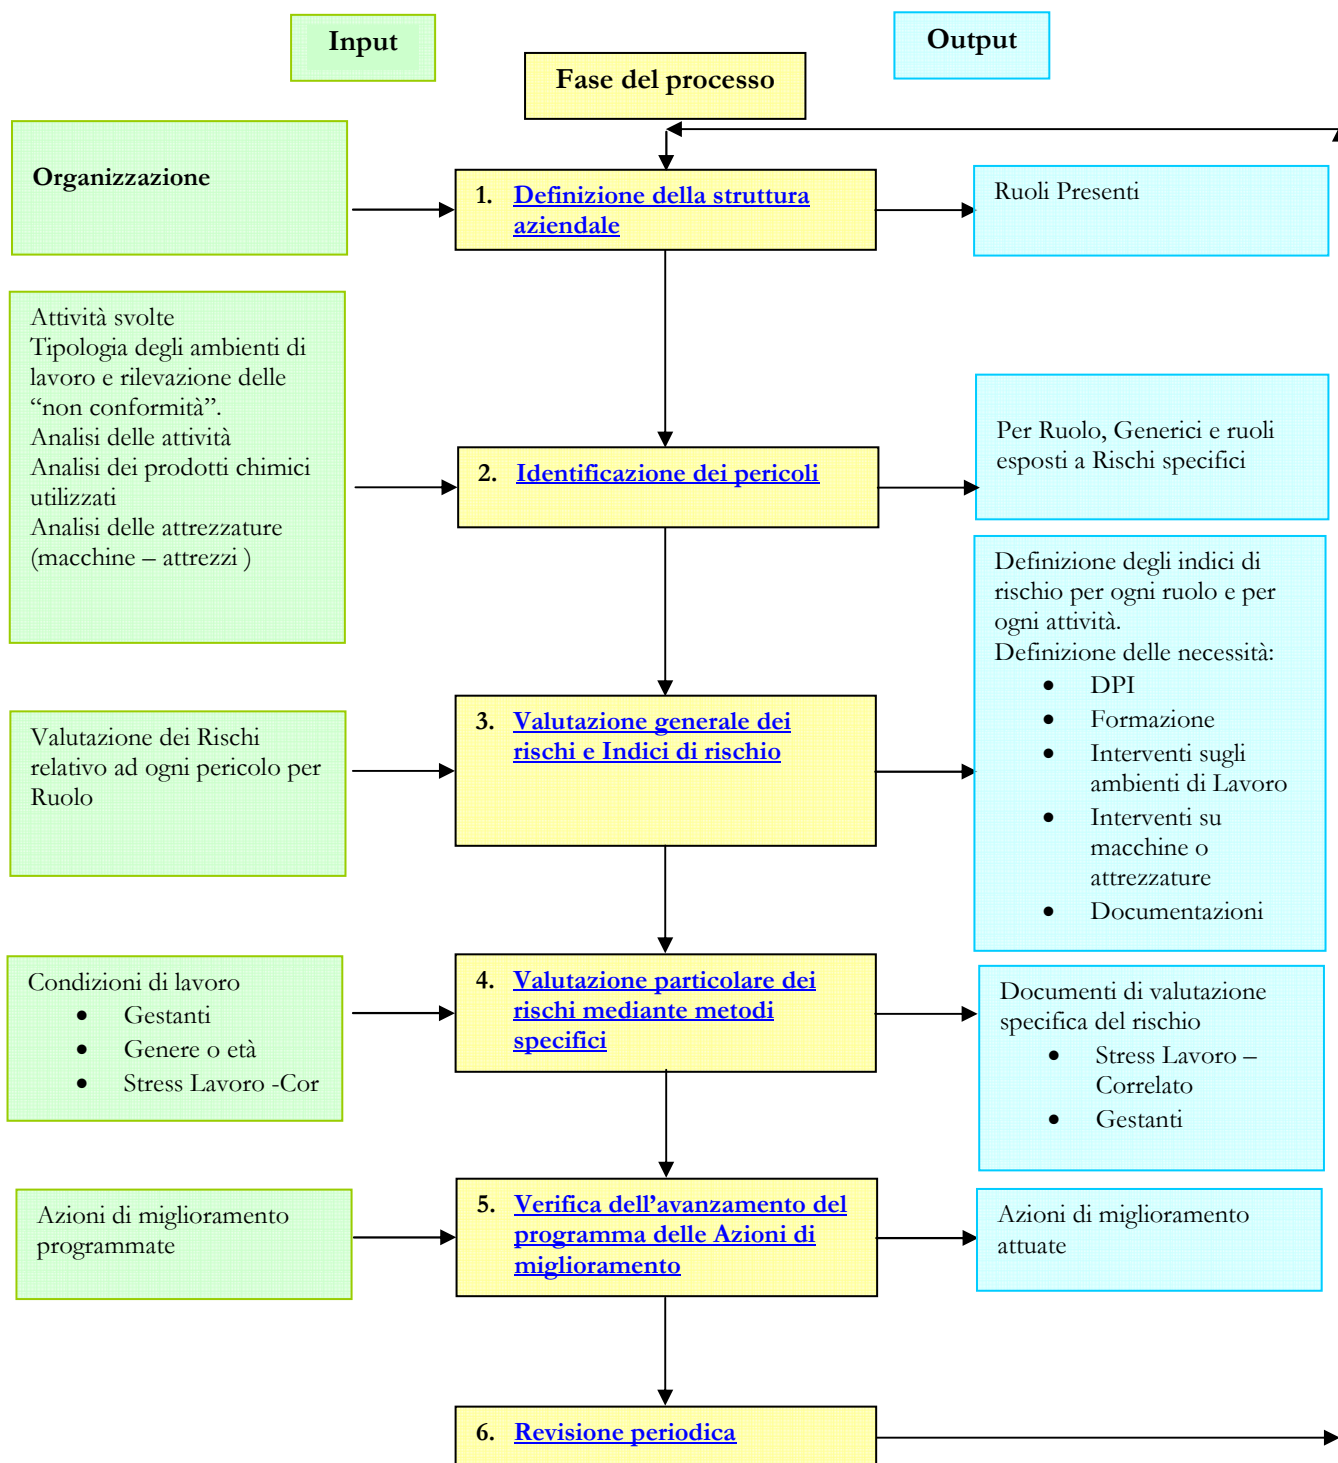 Input
Output
Fase del processo
Organizzazione
1. Definizione della struttura
aziendale
Ruoli Presenti
Attività svolte
Tipologia degli ambienti di
lavoro e rilevazione delle
“non conformità”.
Analisi delle attività
Analisi dei prodotti chimici
utilizzati
Analisi delle attrezzature
(macchine – attrezzi )
2. Identificazione dei pericoli
Per Ruolo, Generici e ruoli
esposti a Rischi specifici
Valutazione dei Rischi
relativo ad ogni pericolo per
Ruolo
3. Valutazione generale dei
rischi e Indici di rischio
Definizione degli indici di
rischio per ogni ruolo e per
ogni attività.
Definizione delle necessità:
• DPI
• Formazione
• Interventi sugli
ambienti di Lavoro
• Interventi su
macchine o
attrezzature
• Documentazioni
Condizioni di lavoro
• Gestanti
• Genere o età
• Stress Lavoro -Cor
4. Valutazione particolare dei
rischi mediante metodi
specifici
Documenti di valutazione
specifica del rischio
• Stress Lavoro –
Correlato
• Gestanti
Azioni di miglioramento
programmate
5. Verifica dell’avanzamento del
programma delle Azioni di
miglioramento
Azioni di miglioramento
attuate
6. Revisione periodica